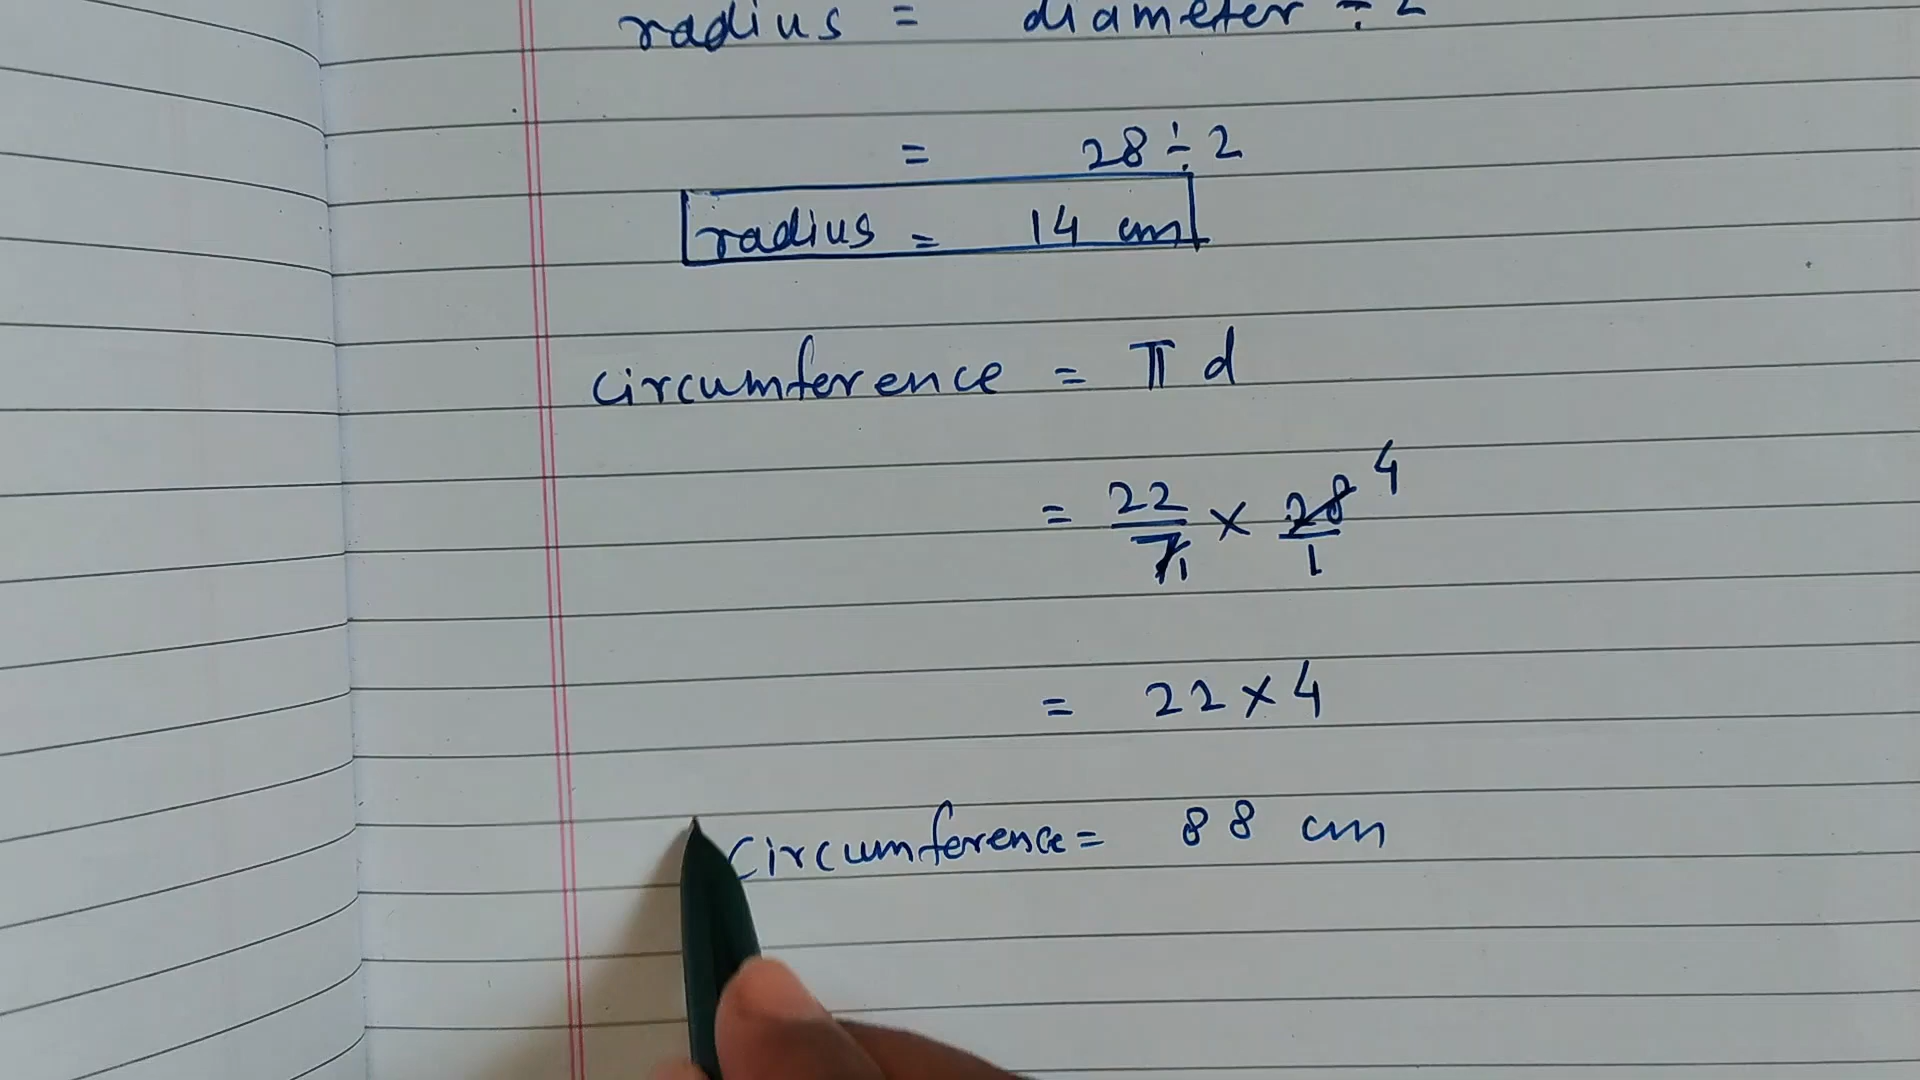 radius = diameter ÷ 2
= 28 ÷ 2
radius = 14 cm
circumference = π d
= 22/7 1 × 28/1 4
= 22 × 4
Circumference = 88 cm